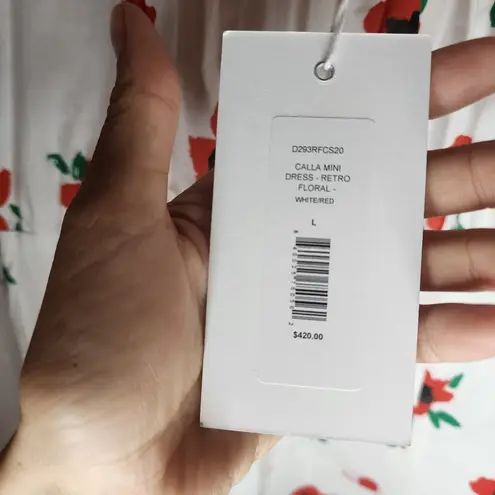 D293RFCS20
CALLA MINI
DRESS - RETRO
FLORAL -
WHITE/RED
L
$420.00